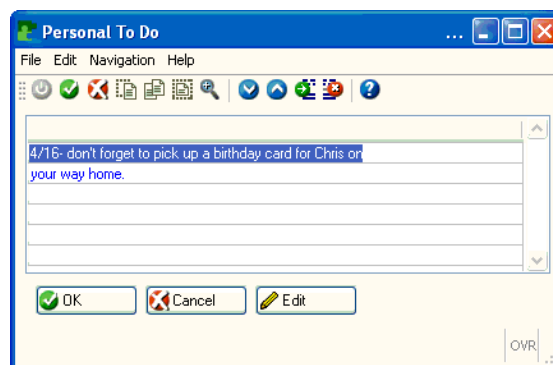 Personal To Do ...
File Edit Navigation Help
4/16- don't forget to pick up a birthday card for Chris on
your way home.
OK Cancel Edit
OVR